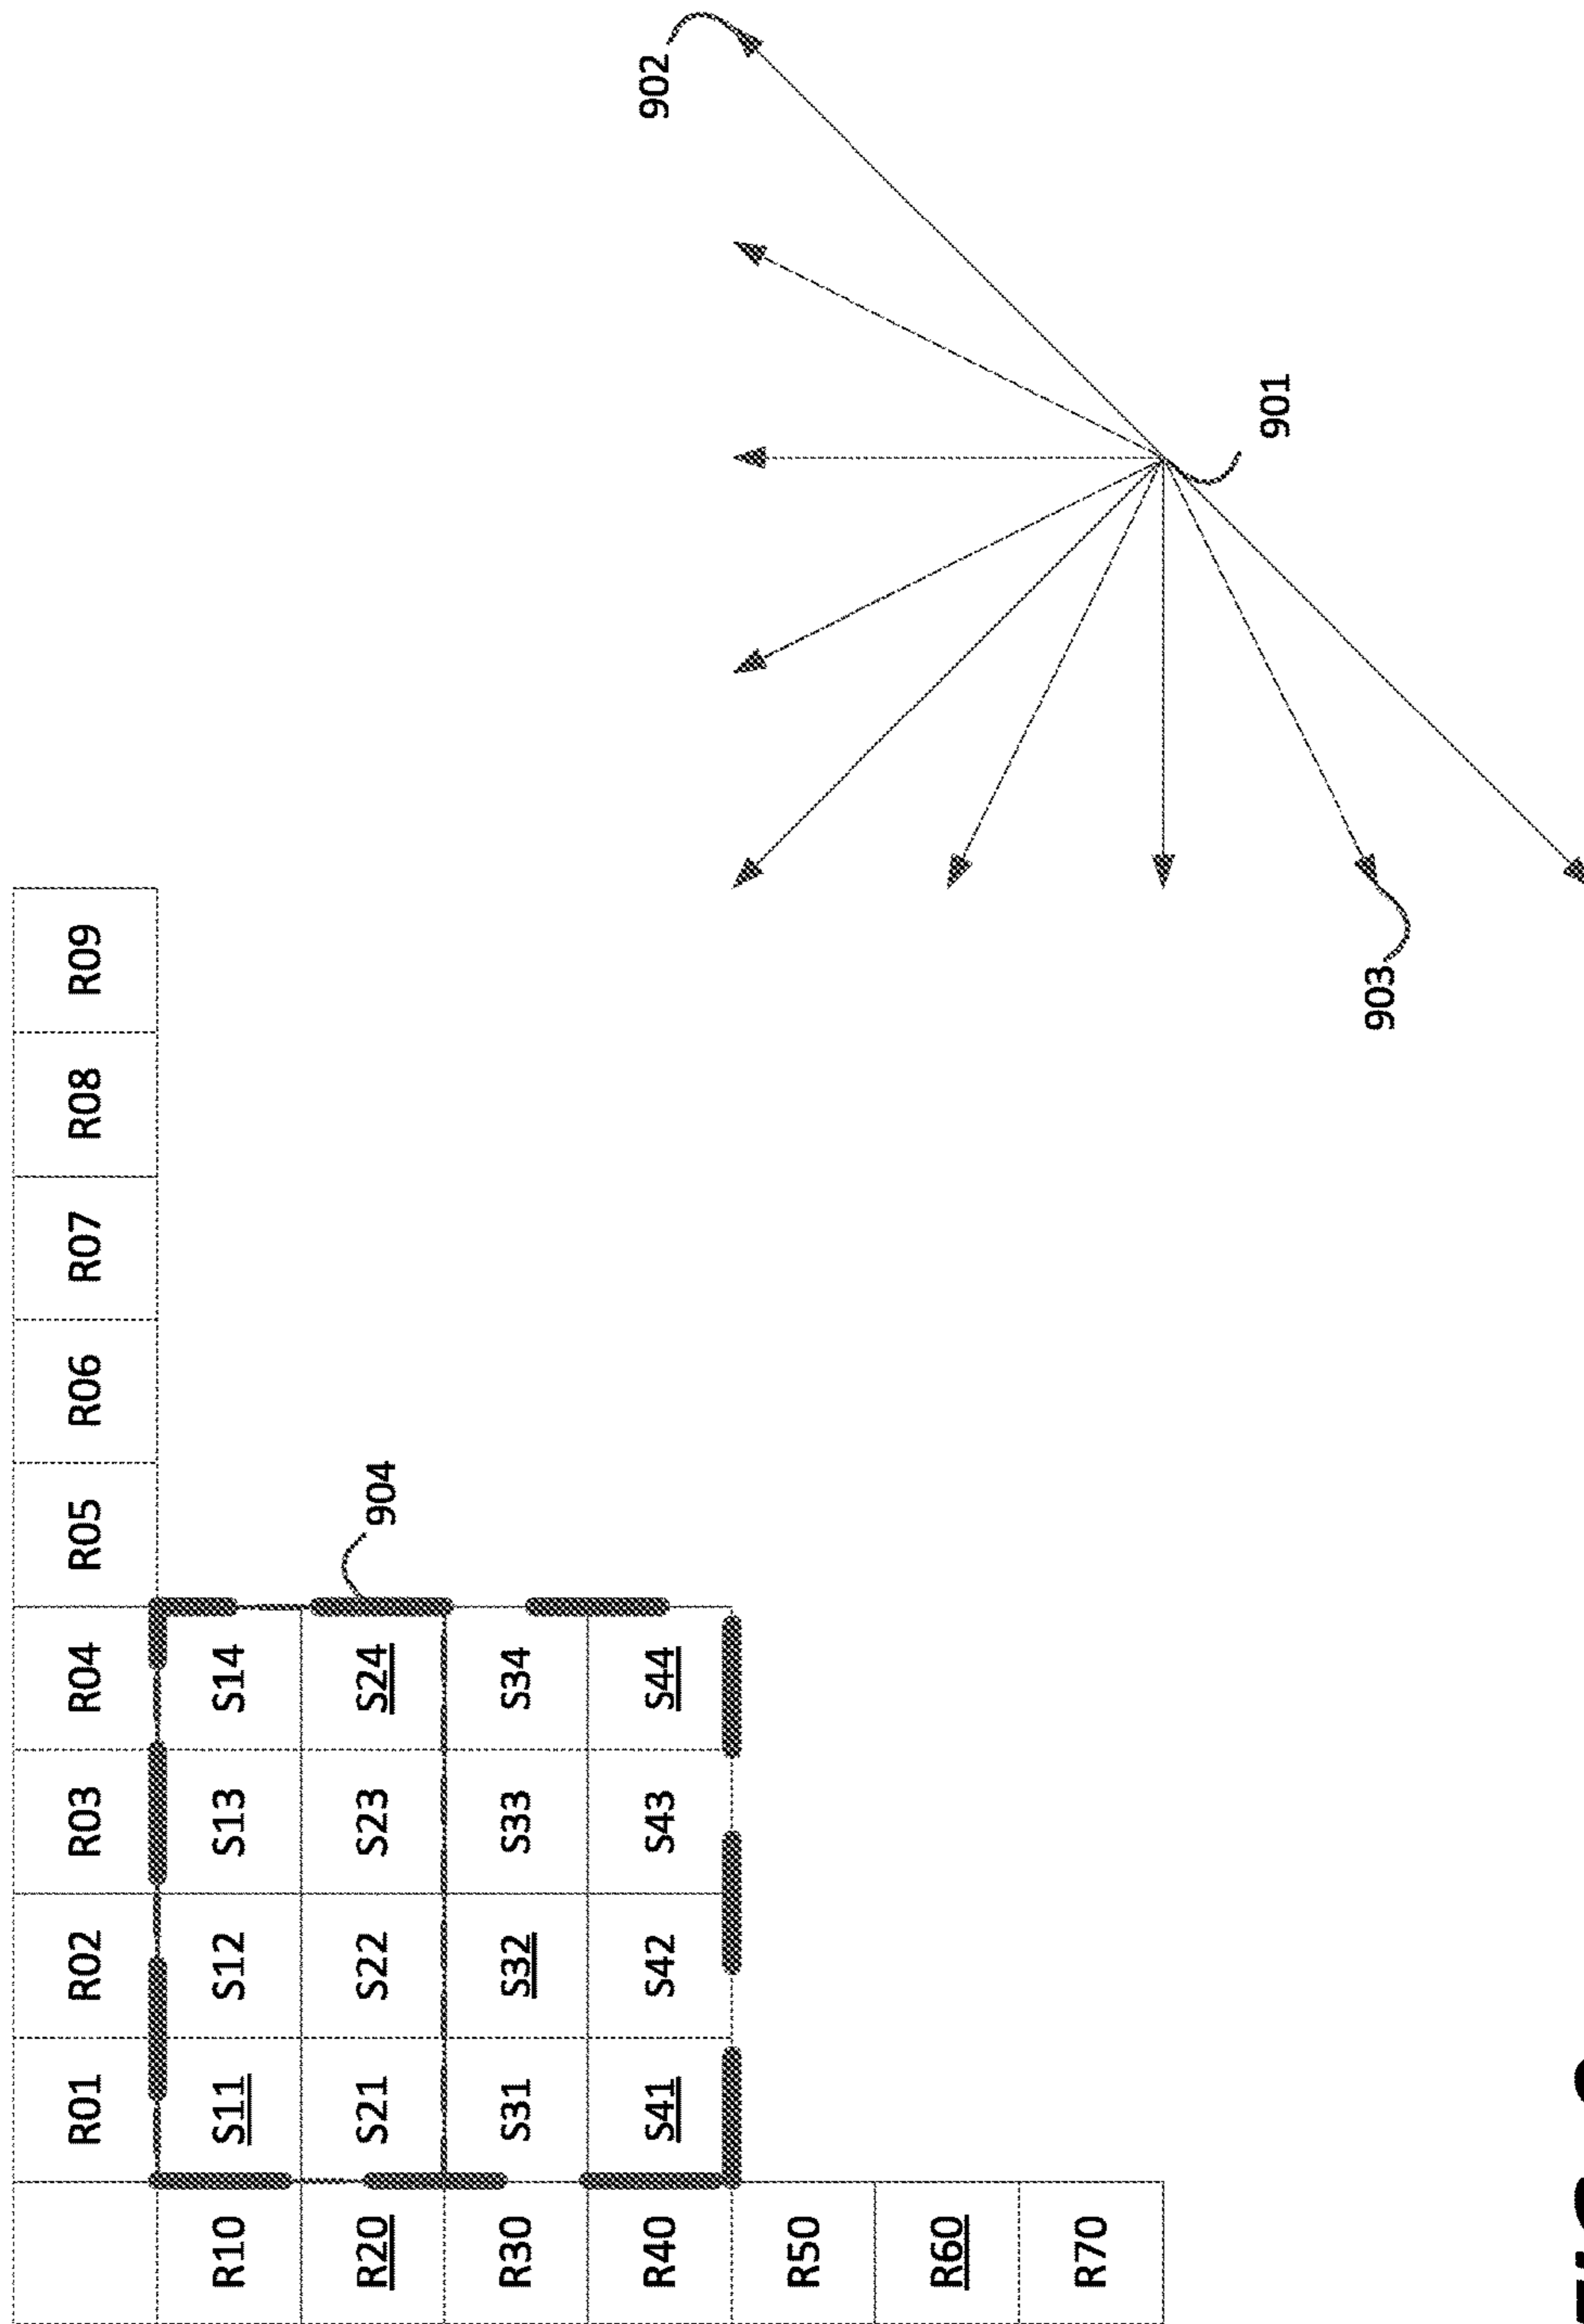 R01 R02 R03 R04 R05 R06 R07 R08 R09
R10 S11 S12 S13 S14
R20 S21 S22 S23 S24
904
R30 S31 S32 S33 S34
R40 S41 S42 S43 S44
R50
R60
R70
902
901
903